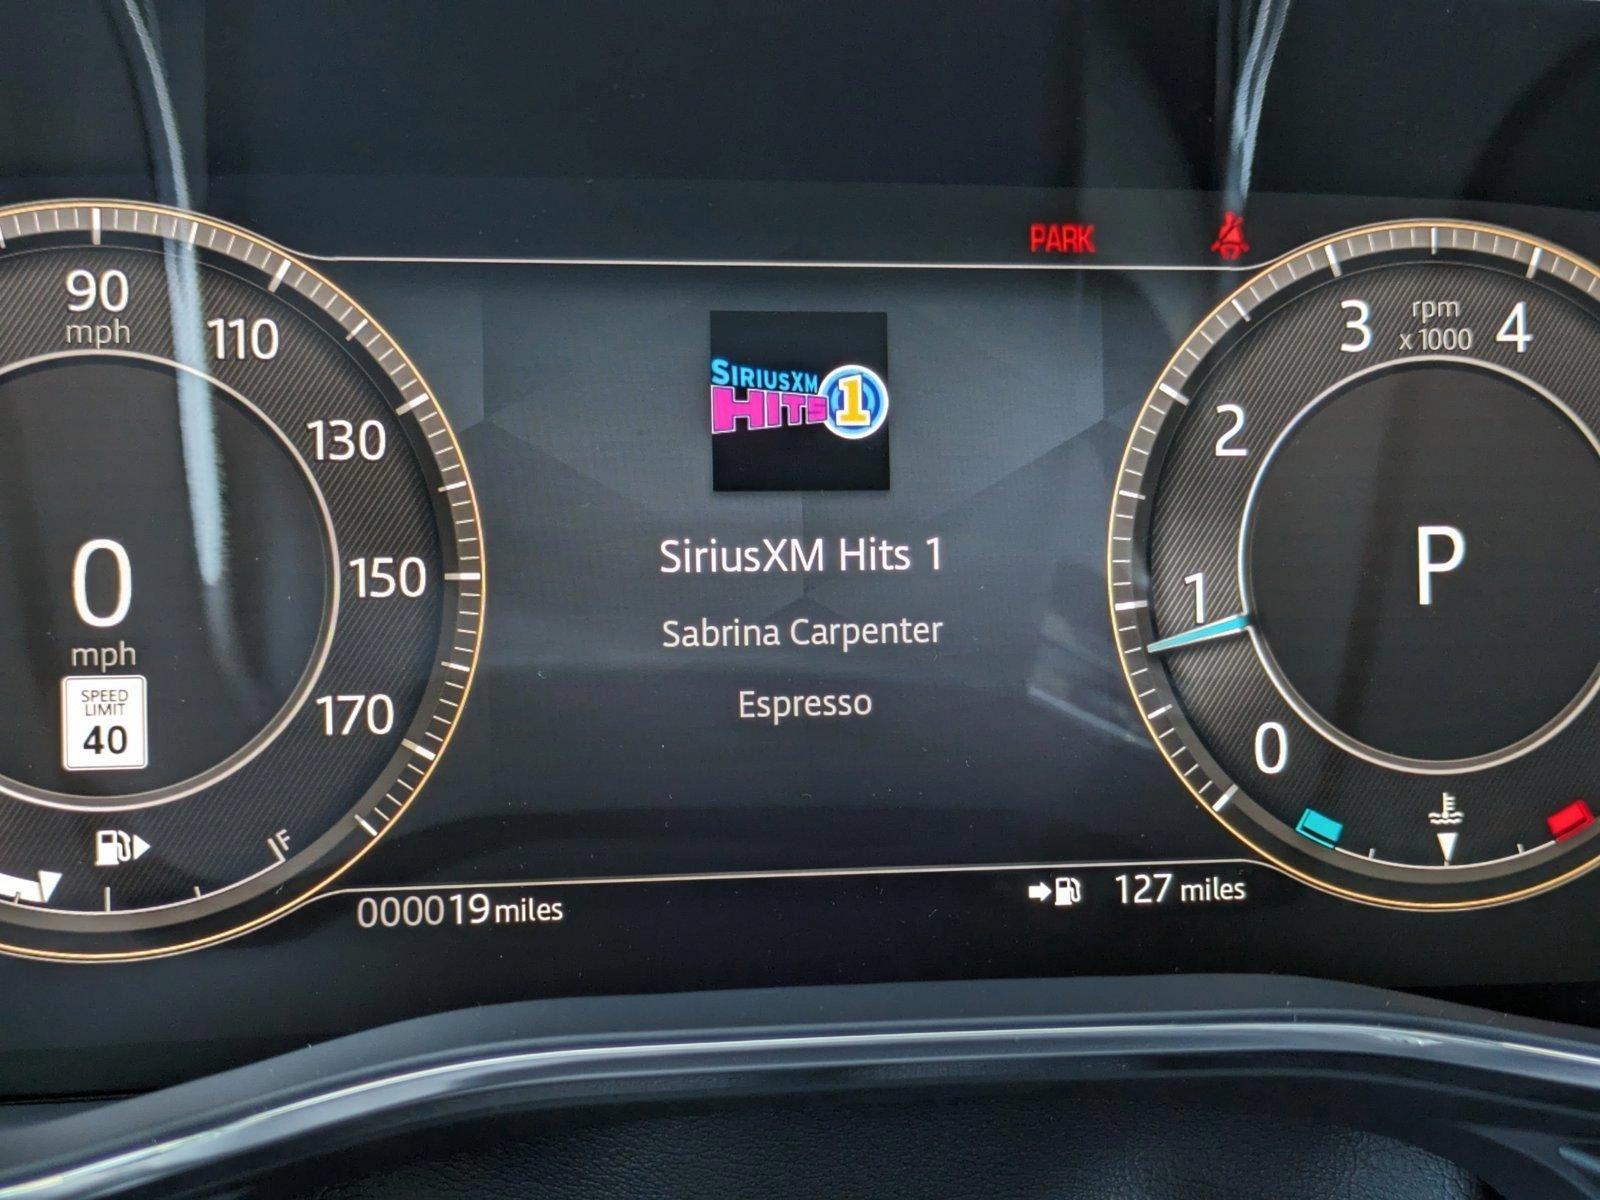 PARK
90
mph
110
130
150
170
0
mph
SPEED
LIMIT
40
F
SIRIUSXM
HITS 1
SiriusXM Hits 1
Sabrina Carpenter
Espresso
3
rpm
x 1000
4
2
1
0
P
000019 miles
127 miles